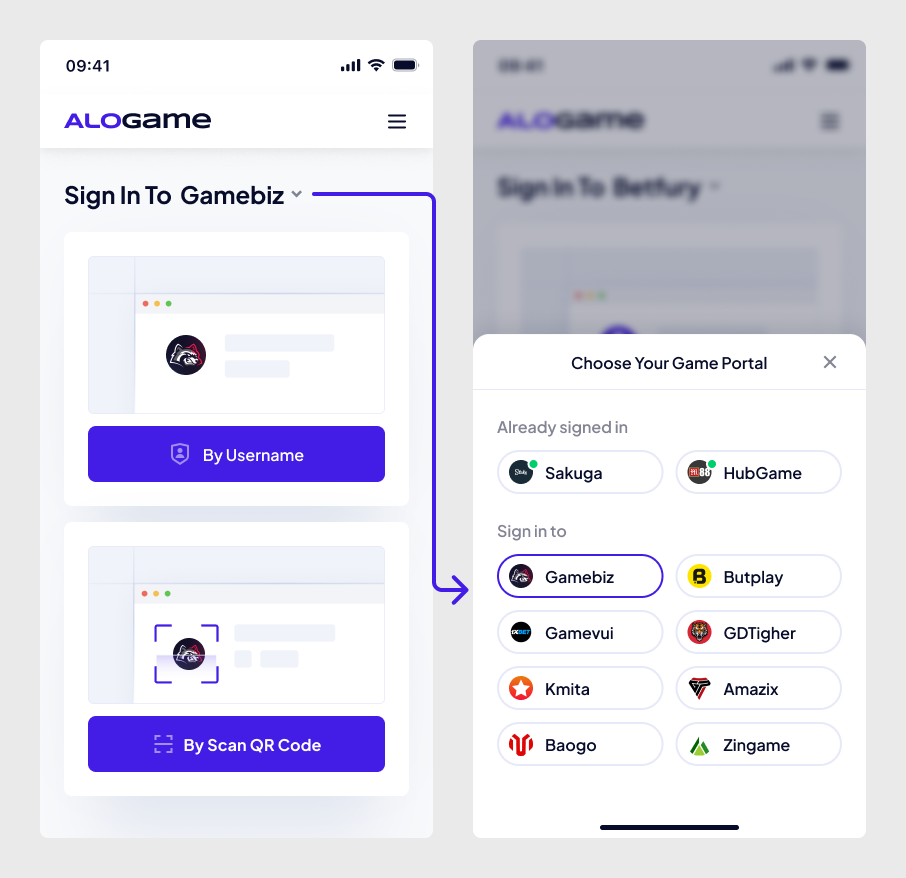 09:41
ALOGame
Sign In To Gamebiz
By Username
By Scan QR Code
09:41
ALOGame
Sign In To Betfury
Choose Your Game Portal
Already signed in
Sakuga
HubGame
Sign in to
Gamebiz
Butplay
1XBET
Gamevui
GDTigher
Kmita
Amazix
Baogo
Zingame